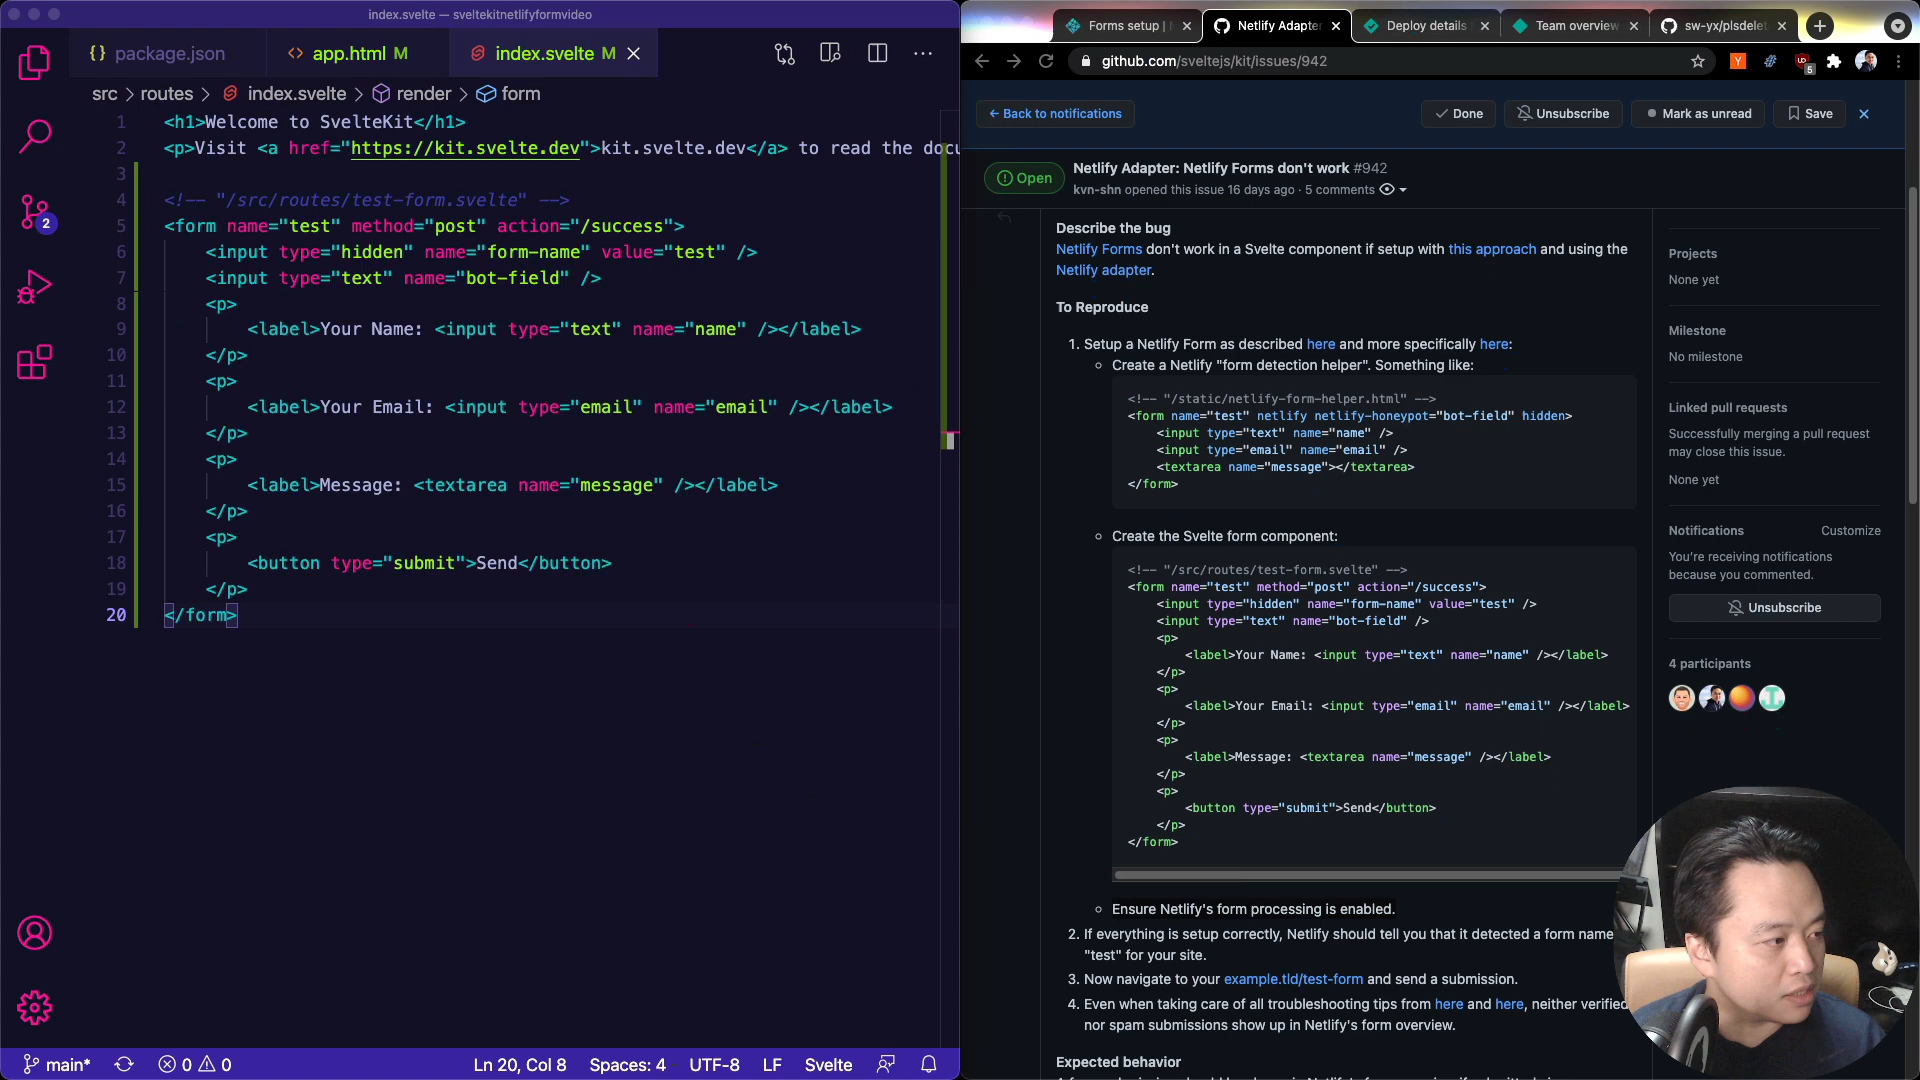 index.svelte — sveltekitnetlifyformvideo
{} package.json
<> app.html M
index.svelte M
src > routes > index.svelte > render > form
1 <h1>Welcome to SvelteKit</h1>
2 <p>Visit <a href="https://kit.svelte.dev">kit.svelte.dev</a> to read the docu
3
4 <!-- "/src/routes/test-form.svelte" -->
5 <form name="test" method="post" action="/success">
6 <input type="hidden" name="form-name" value="test" />
7 <input type="text" name="bot-field" />
8 <p>
9 <label>Your Name: <input type="text" name="name" /></label>
10 </p>
11 <p>
12 <label>Your Email: <input type="email" name="email" /></label>
13 </p>
14 <p>
15 <label>Message: <textarea name="message" /></label>
16 </p>
17 <p>
18 <button type="submit">Send</button>
19 </p>
20 </form>
2
main*
0 0
Ln 20, Col 8
Spaces: 4
UTF-8
LF
Svelte
Forms setup |
Netlify Adapter
Deploy details
Team overview
sw-yx/plsdelet
github.com/sveltejs/kit/issues/942
Y
5
← Back to notifications
Done
Unsubscribe
Mark as unread
Save
Open
Netlify Adapter: Netlify Forms don't work #942
kvn-shn opened this issue 16 days ago · 5 comments
Describe the bug
Netlify Forms don't work in a Svelte component if setup with this approach and using the
Netlify adapter.
To Reproduce
1. Setup a Netlify Form as described here and more specifically here:
Create a Netlify "form detection helper". Something like:
<!-- "/static/netlify-form-helper.html" -->
<form name="test" netlify netlify-honeypot="bot-field" hidden>
<input type="text" name="name" />
<input type="email" name="email" />
<textarea name="message"></textarea>
</form>
Create the Svelte form component:
<!-- "/src/routes/test-form.svelte" -->
<form name="test" method="post" action="/success">
<input type="hidden" name="form-name" value="test" />
<input type="text" name="bot-field" />
<p>
<label>Your Name: <input type="text" name="name" /></label>
</p>
<p>
<label>Your Email: <input type="email" name="email" /></label>
</p>
<p>
<label>Message: <textarea name="message" /></label>
</p>
<p>
<button type="submit">Send</button>
</p>
</form>
Ensure Netlify's form processing is enabled.
2. If everything is setup correctly, Netlify should tell you that it detected a form name
"test" for your site.
3. Now navigate to your example.tld/test-form and send a submission.
4. Even when taking care of all troubleshooting tips from here and here, neither verified
nor spam submissions show up in Netlify's form overview.
Expected behavior
Projects
None yet
Milestone
No milestone
Linked pull requests
Successfully merging a pull request
may close this issue.
None yet
Notifications
Customize
You're receiving notifications
because you commented.
Unsubscribe
4 participants